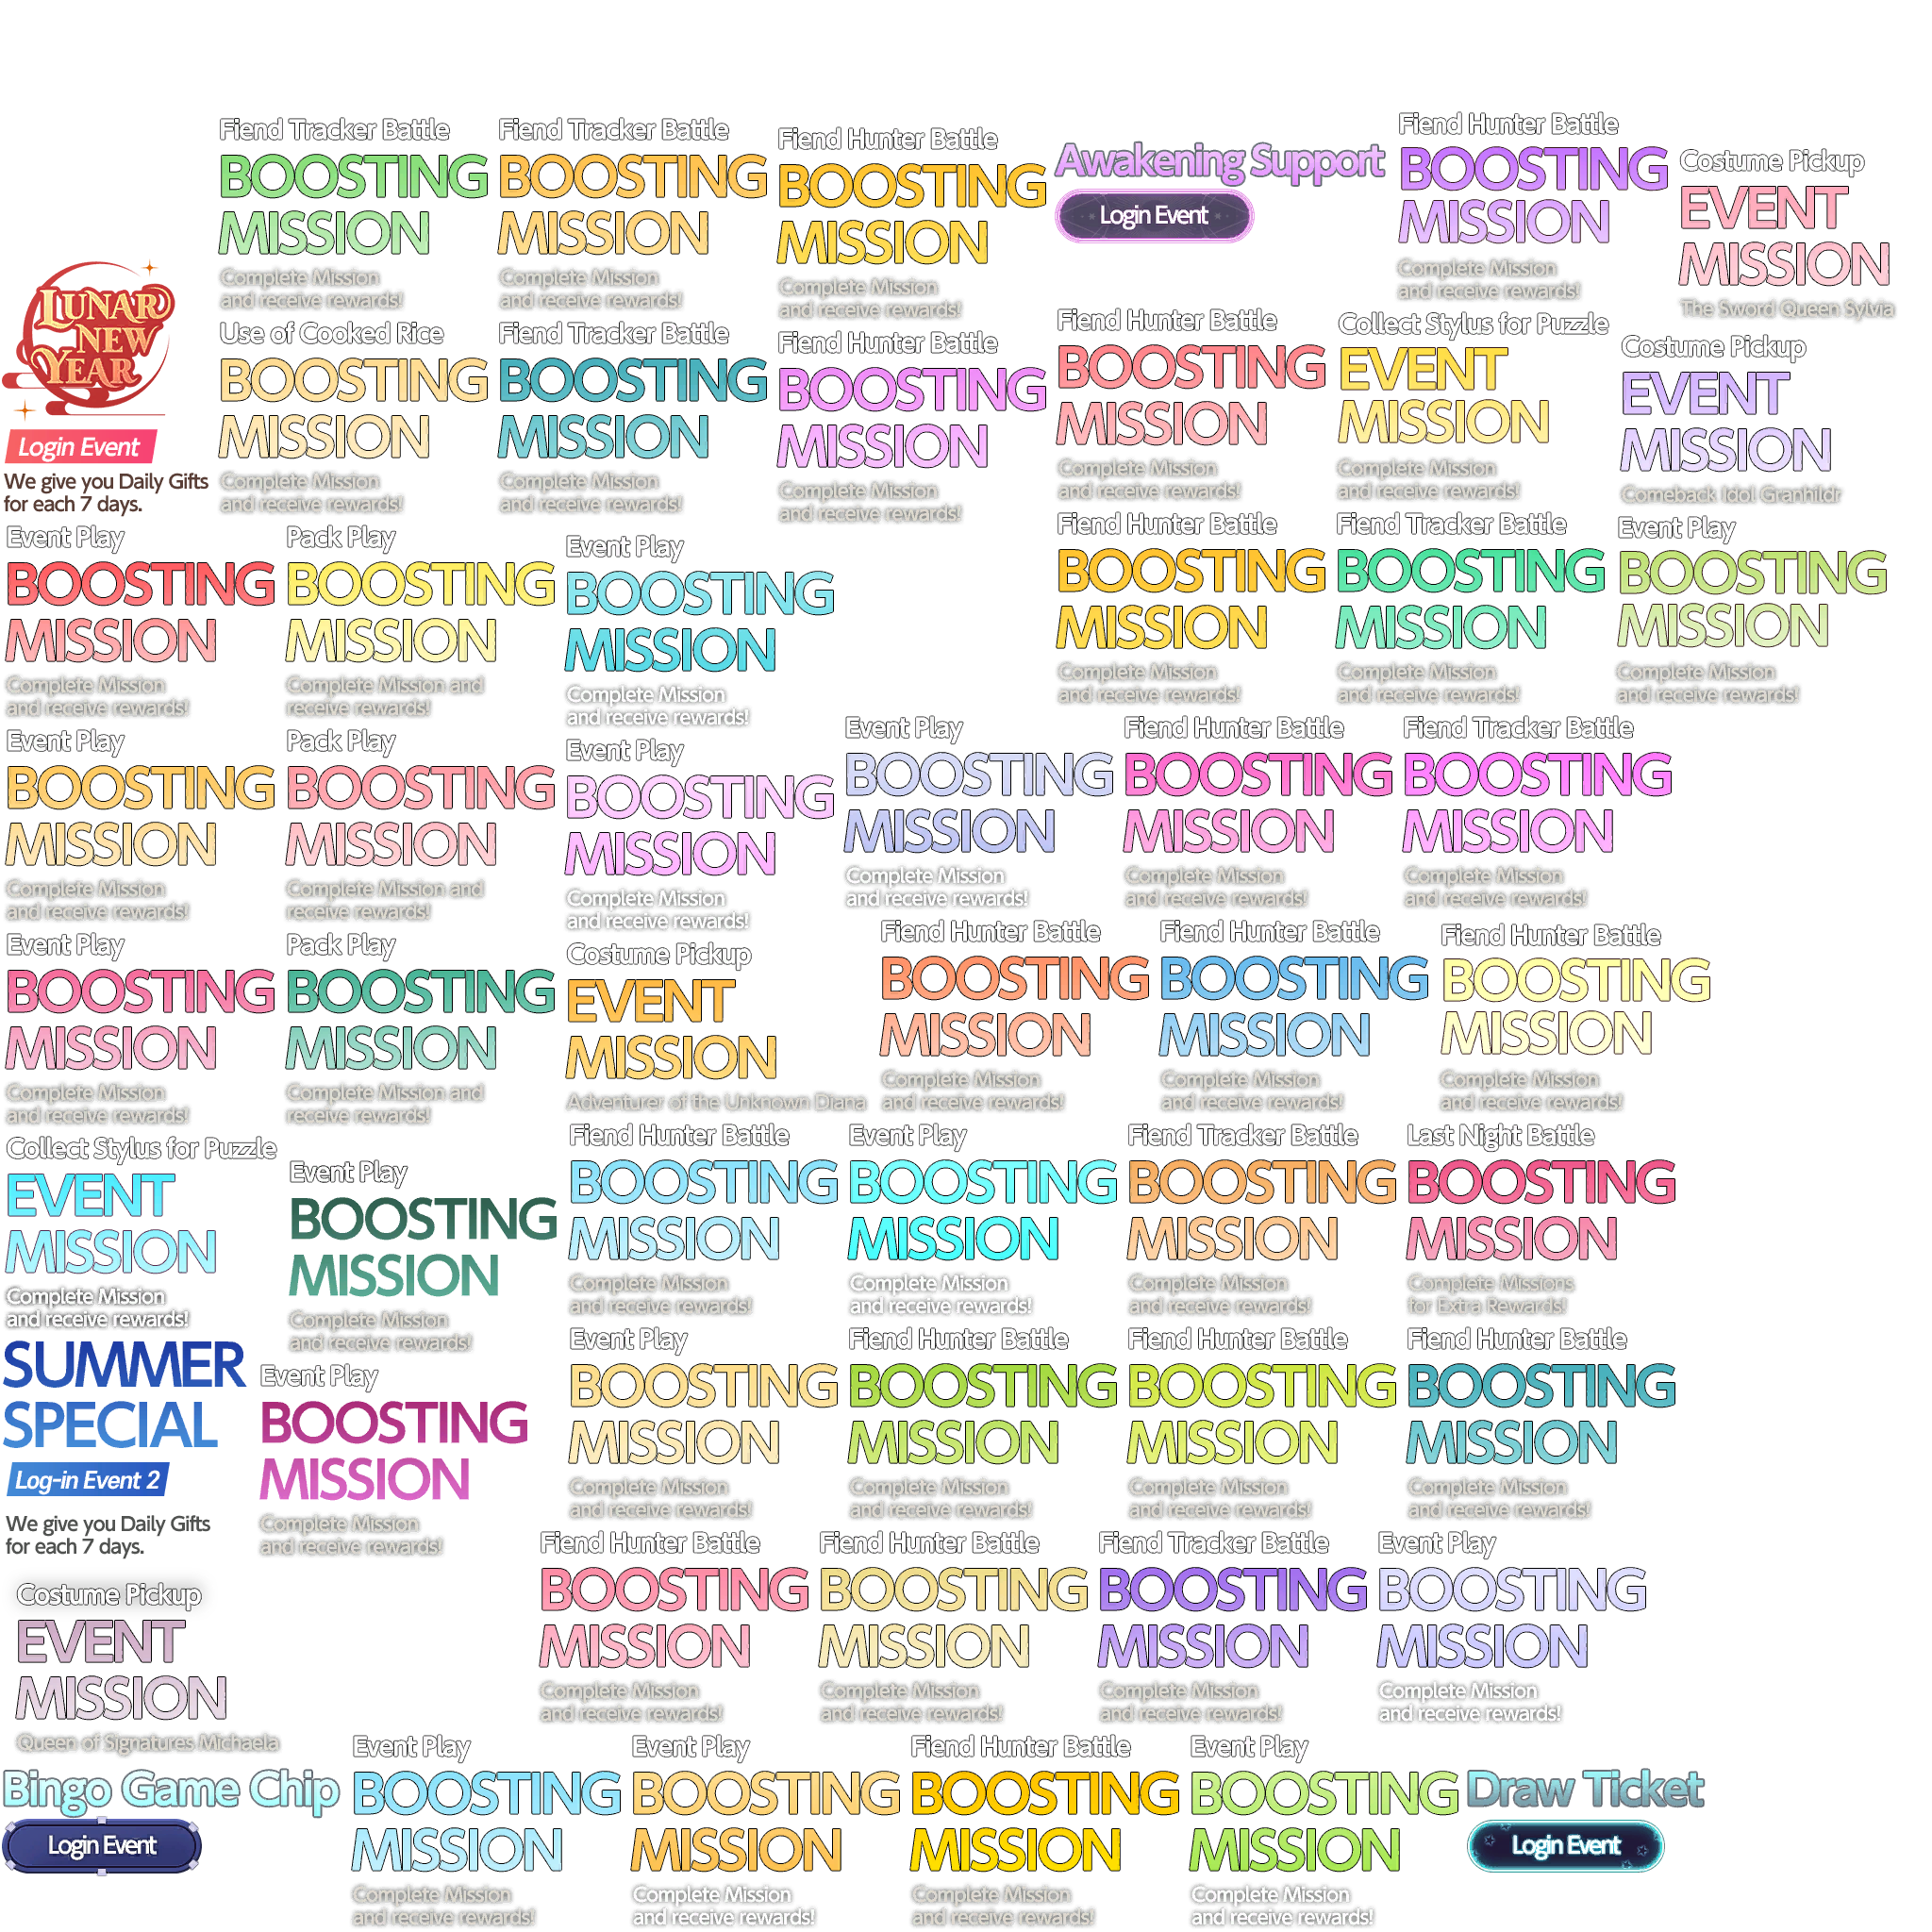 Fiend Tracker Battle
BOOSTING
MISSION
Complete Mission
and receive rewards!
Fiend Tracker Battle
BOOSTING
MISSION
Complete Mission
and receive rewards!
Fiend Hunter Battle
BOOSTING
MISSION
Complete Mission
and receive rewards!
Awakening Support
Login Event
Fiend Hunter Battle
BOOSTING
MISSION
Complete Mission
and receive rewards!
Costume Pickup
EVENT
MISSION
The Sword Queen Sylvia
LUNAR
NEW
YEAR
Login Event
We give you Daily Gifts
for each 7 days.
Use of Cooked Rice
BOOSTING
MISSION
Complete Mission
and receive rewards!
Fiend Tracker Battle
BOOSTING
MISSION
Complete Mission
and receive rewards!
Fiend Hunter Battle
BOOSTING
MISSION
Complete Mission
and receive rewards!
Fiend Hunter Battle
BOOSTING
MISSION
Complete Mission
and receive rewards!
Collect Stylus for Puzzle
EVENT
MISSION
Complete Mission
and receive rewards!
Costume Pickup
EVENT
MISSION
Comeback Idol Granhildr
Event Play
BOOSTING
MISSION
Complete Mission
and receive rewards!
Pack Play
BOOSTING
MISSION
Complete Mission and
receive rewards!
Event Play
BOOSTING
MISSION
Complete Mission
and receive rewards!
Fiend Hunter Battle
BOOSTING
MISSION
Complete Mission
and receive rewards!
Fiend Tracker Battle
BOOSTING
MISSION
Complete Mission
and receive rewards!
Event Play
BOOSTING
MISSION
Complete Mission
and receive rewards!
Event Play
BOOSTING
MISSION
Complete Mission
and receive rewards!
Pack Play
BOOSTING
MISSION
Complete Mission and
receive rewards!
Event Play
BOOSTING
MISSION
Complete Mission
and receive rewards!
Event Play
BOOSTING
MISSION
Complete Mission
and receive rewards!
Fiend Hunter Battle
BOOSTING
MISSION
Complete Mission
and receive rewards!
Fiend Tracker Battle
BOOSTING
MISSION
Complete Mission
and receive rewards!
Event Play
BOOSTING
MISSION
Complete Mission
and receive rewards!
Pack Play
BOOSTING
MISSION
Complete Mission and
receive rewards!
Costume Pickup
EVENT
MISSION
Adventurer of the Unknown Diana
Fiend Hunter Battle
BOOSTING
MISSION
Complete Mission
and receive rewards!
Fiend Hunter Battle
BOOSTING
MISSION
Complete Mission
and receive rewards!
Fiend Hunter Battle
BOOSTING
MISSION
Complete Mission
and receive rewards!
Collect Stylus for Puzzle
EVENT
MISSION
Complete Mission
and receive rewards!
Event Play
BOOSTING
MISSION
Complete Mission
and receive rewards!
Fiend Hunter Battle
BOOSTING
MISSION
Complete Mission
and receive rewards!
Event Play
BOOSTING
MISSION
Complete Mission
and receive rewards!
Fiend Tracker Battle
BOOSTING
MISSION
Complete Mission
and receive rewards!
Last Night Battle
BOOSTING
MISSION
Complete Missions
for Extra Rewards!
SUMMER
SPECIAL
Log-in Event 2
We give you Daily Gifts
for each 7 days.
Event Play
BOOSTING
MISSION
Complete Mission
and receive rewards!
Event Play
BOOSTING
MISSION
Complete Mission
and receive rewards!
Fiend Hunter Battle
BOOSTING
MISSION
Complete Mission
and receive rewards!
Fiend Hunter Battle
BOOSTING
MISSION
Complete Mission
and receive rewards!
Fiend Hunter Battle
BOOSTING
MISSION
Complete Mission
and receive rewards!
Costume Pickup
EVENT
MISSION
Queen of Signatures Michaela
Fiend Hunter Battle
BOOSTING
MISSION
Complete Mission
and receive rewards!
Fiend Hunter Battle
BOOSTING
MISSION
Complete Mission
and receive rewards!
Fiend Tracker Battle
BOOSTING
MISSION
Complete Mission
and receive rewards!
Event Play
BOOSTING
MISSION
Complete Mission
and receive rewards!
Bingo Game Chip
Login Event
Event Play
BOOSTING
MISSION
Complete Mission
and receive rewards!
Event Play
BOOSTING
MISSION
Complete Mission
and receive rewards!
Fiend Hunter Battle
BOOSTING
MISSION
Complete Mission
and receive rewards!
Event Play
BOOSTING
MISSION
Complete Mission
and receive rewards!
Draw Ticket
Login Event